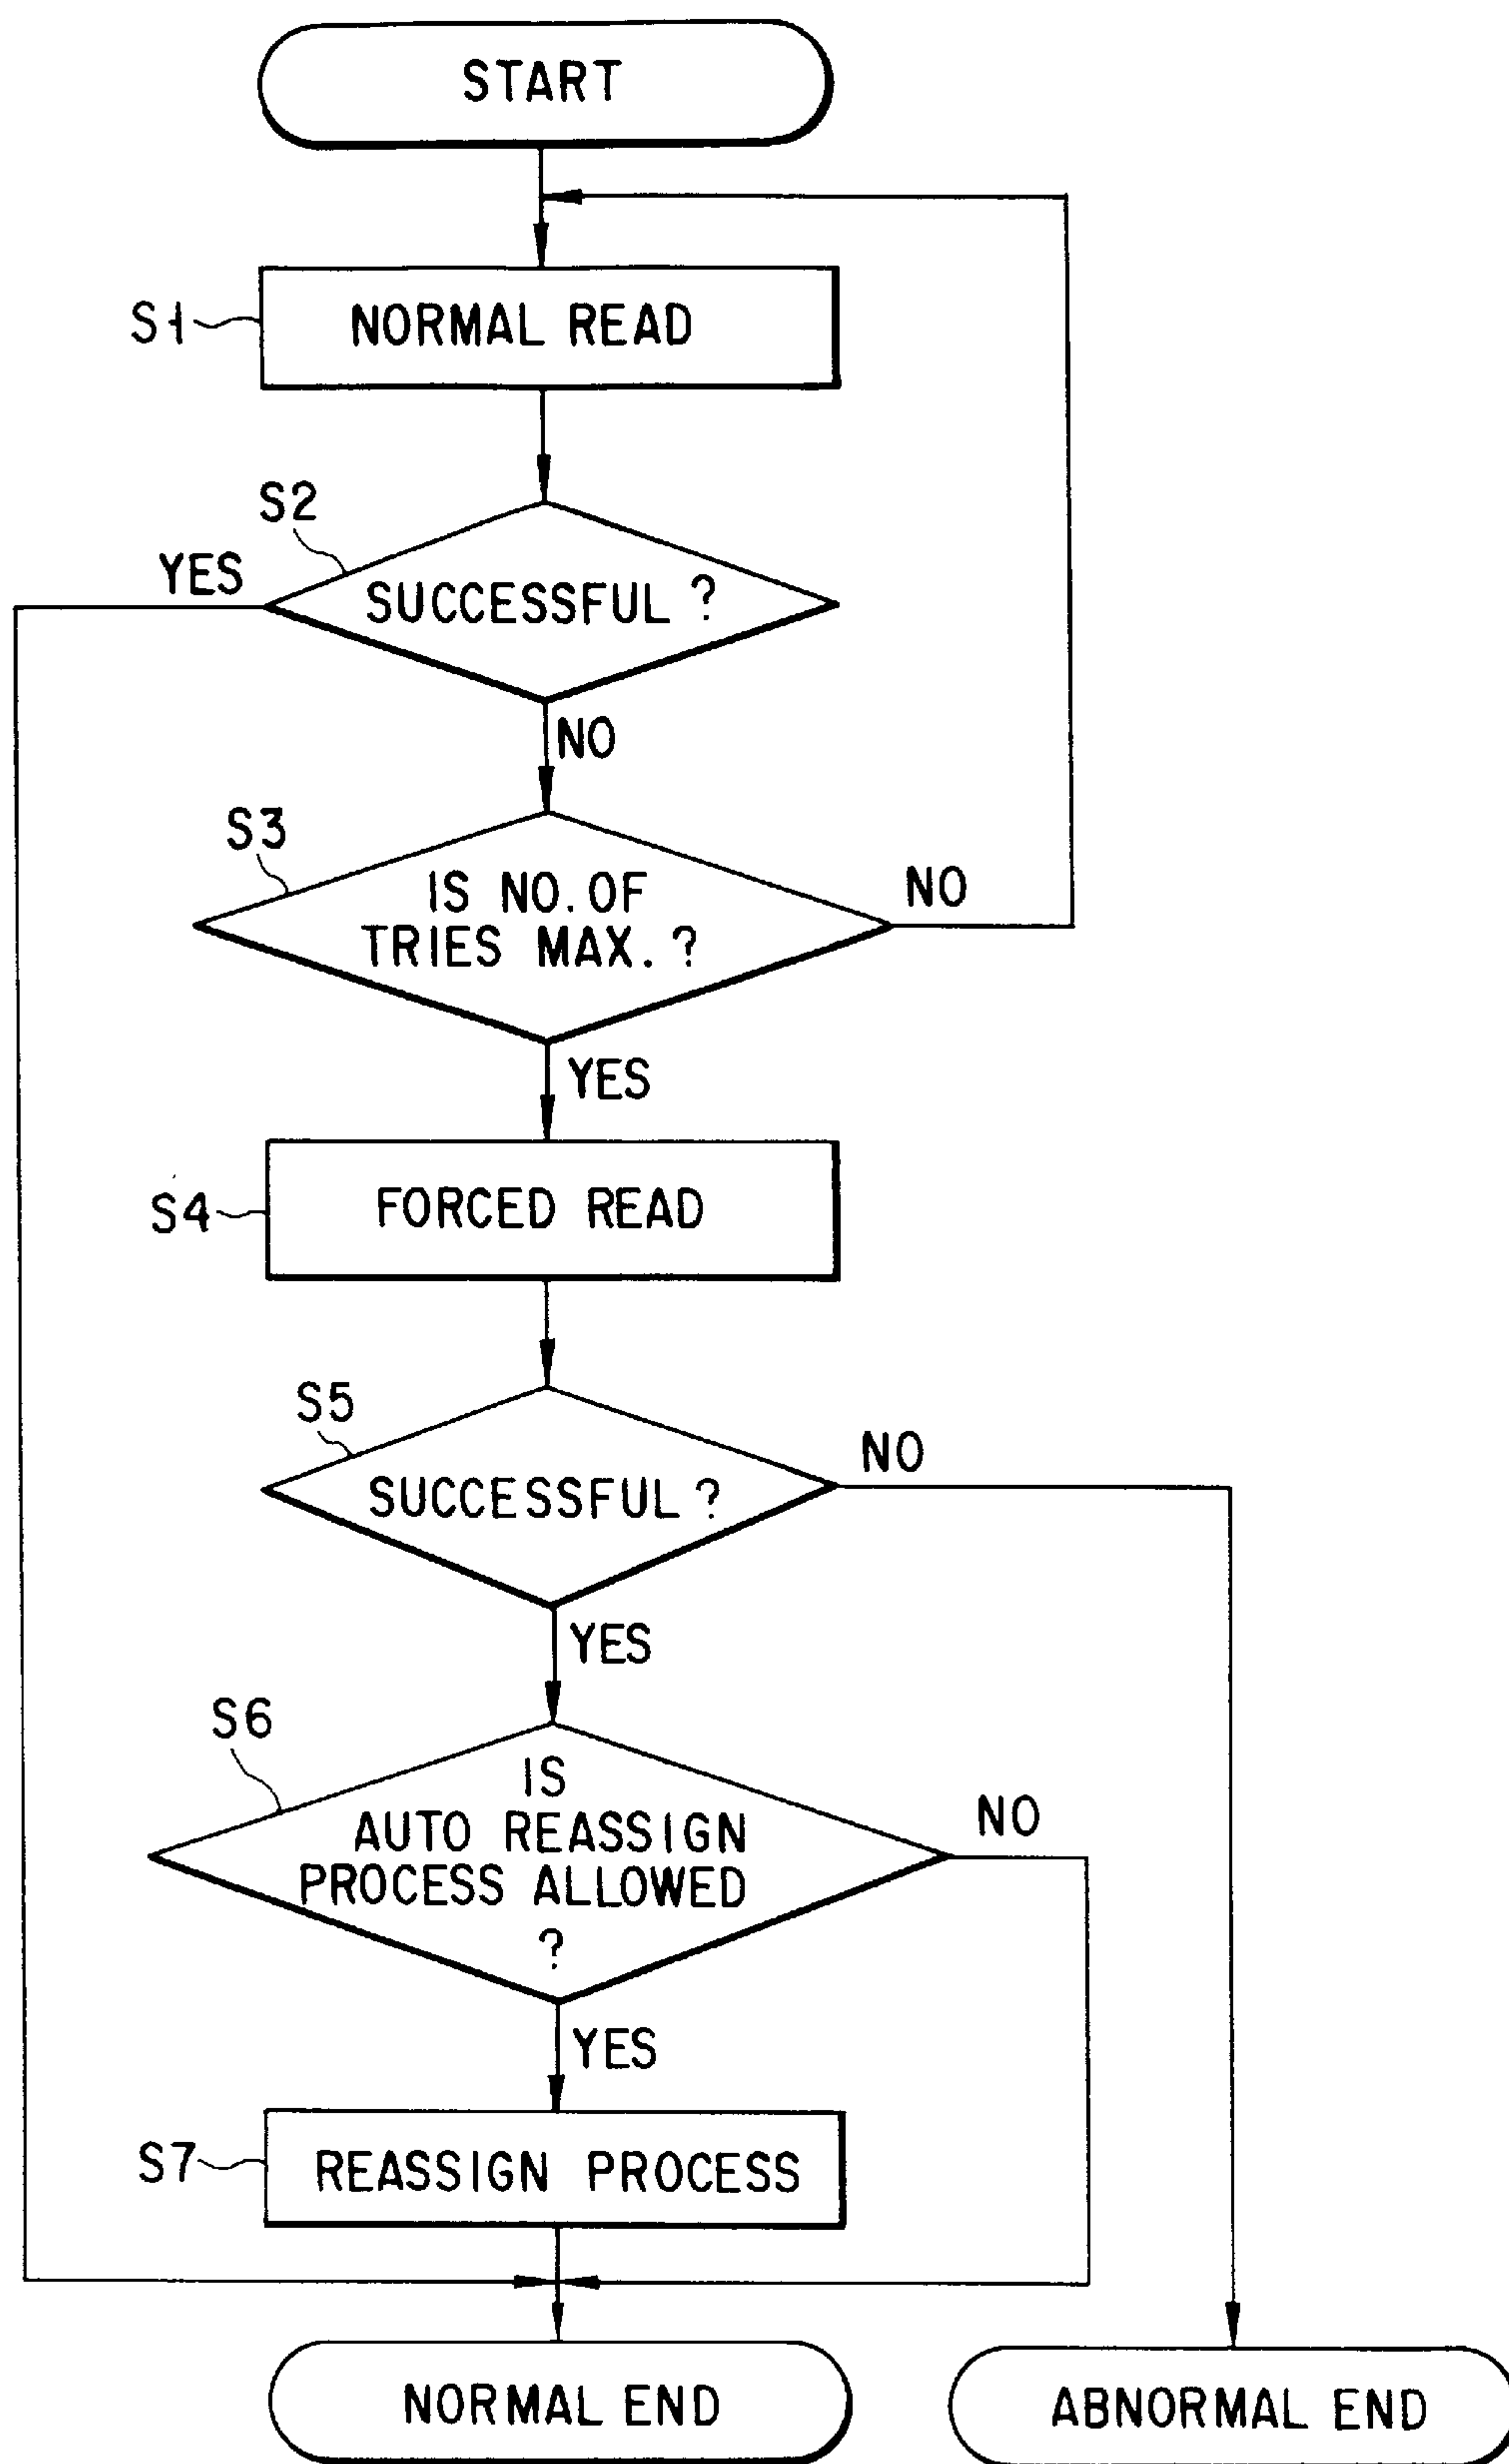 START
S1
NORMAL READ
S2
YES
SUCCESSFUL ?
NO
S3
IS NO. OF
TRIES MAX. ?
NO
YES
S4
FORCED READ
S5
NO
SUCCESSFUL ?
YES
S6
IS
AUTO REASSIGN
PROCESS ALLOWED
?
NO
YES
S7
REASSIGN PROCESS
NORMAL END
ABNORMAL END